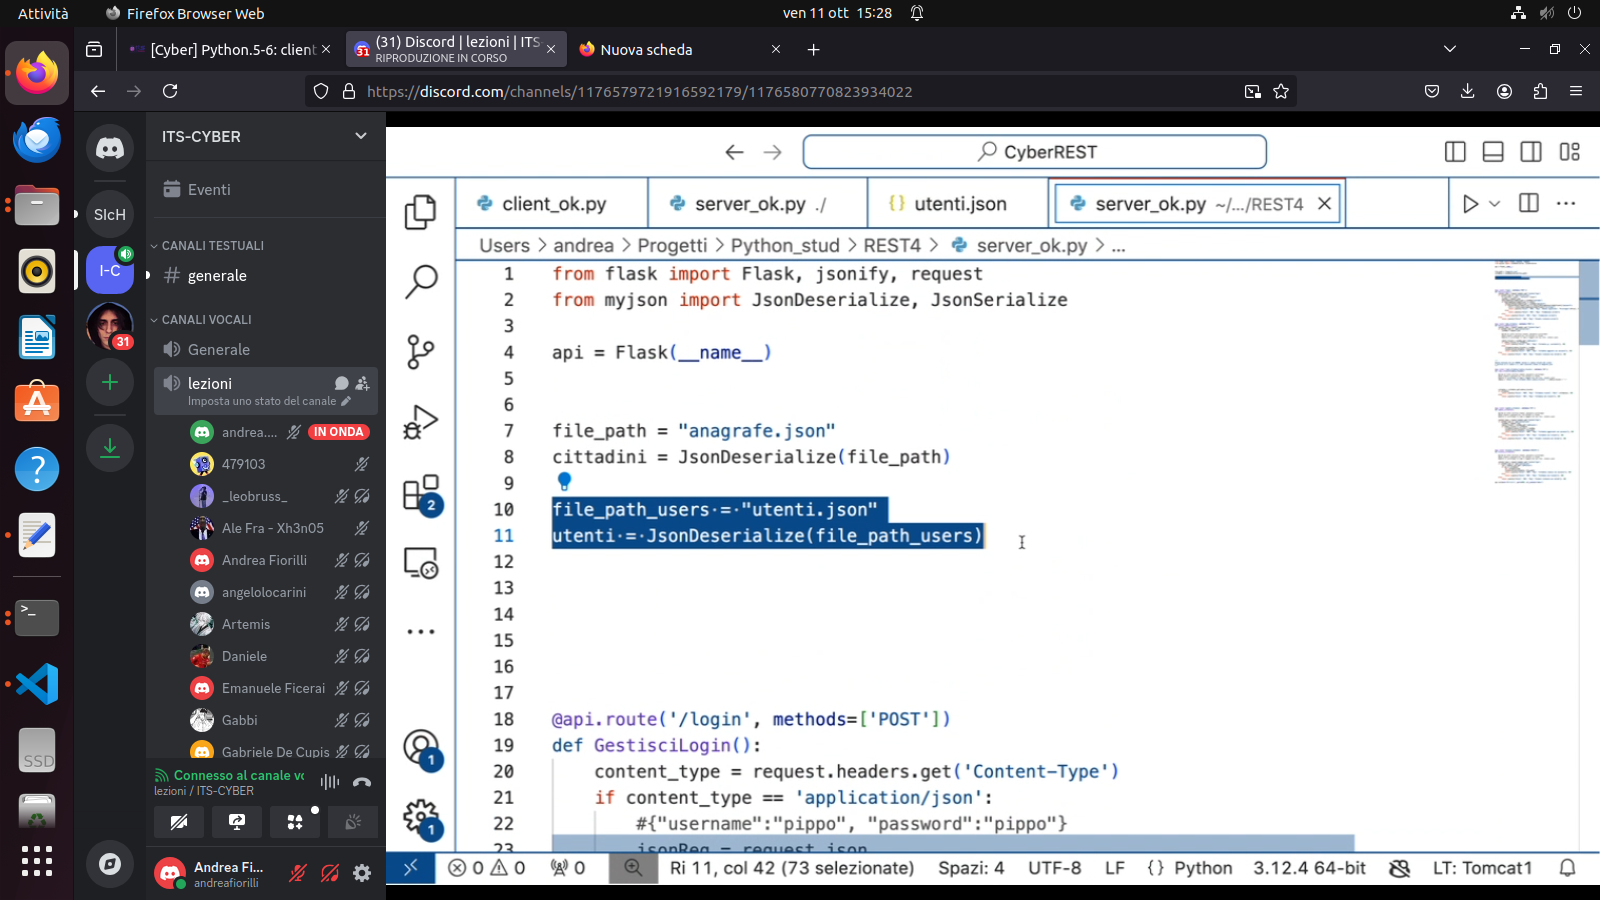 Attività
Firefox Browser Web
ven 11 ott 15:28
[Cyber] Python.5-6: client
(31) Discord | lezioni | ITS-
RIPRODUZIONE IN CORSO
Nuova scheda
https://discord.com/channels/1176579721916592179/1176580770823934022
ITS-CYBER
Eventi
SIcH
CANALI TESTUALI
I-C
generale
CANALI VOCALI
31
Generale
lezioni
Imposta uno stato del canale
andrea....
IN ONDA
479103
_leobruss_
Ale Fra - Xh3n05
Andrea Fiorilli
angelolocarini
Artemis
Daniele
Emanuele Ficerai
Gabbi
Gabriele De Cupis
Connesso al canale vo
lezioni / ITS-CYBER
Andrea Fi...
andreafiorilli
SSD
CyberREST
client_ok.py
server_ok.py ./
utenti.json
server_ok.py ~/.../REST4
Users > andrea > Progetti > Python_stud > REST4 > server_ok.py > ...
1 from flask import Flask, jsonify, request
2 from myjson import JsonDeserialize, JsonSerialize
3
4 api = Flask(__name__)
5
6
7 file_path = "anagrafe.json"
8 cittadini = JsonDeserialize(file_path)
9
10 file_path_users = "utenti.json"
11 utenti = JsonDeserialize(file_path_users)
12
13
14
15
16
17
18 @api.route('/login', methods=['POST'])
19 def GestisciLogin():
20 content_type = request.headers.get('Content-Type')
21 if content_type == 'application/json':
22 #{"username":"pippo", "password":"pippo"}
23 jsonReq = request.json
2
1
1
0 0 0
Ri 11, col 42 (73 selezionate)
Spazi: 4
UTF-8
LF
{} Python
3.12.4 64-bit
LT: Tomcat1